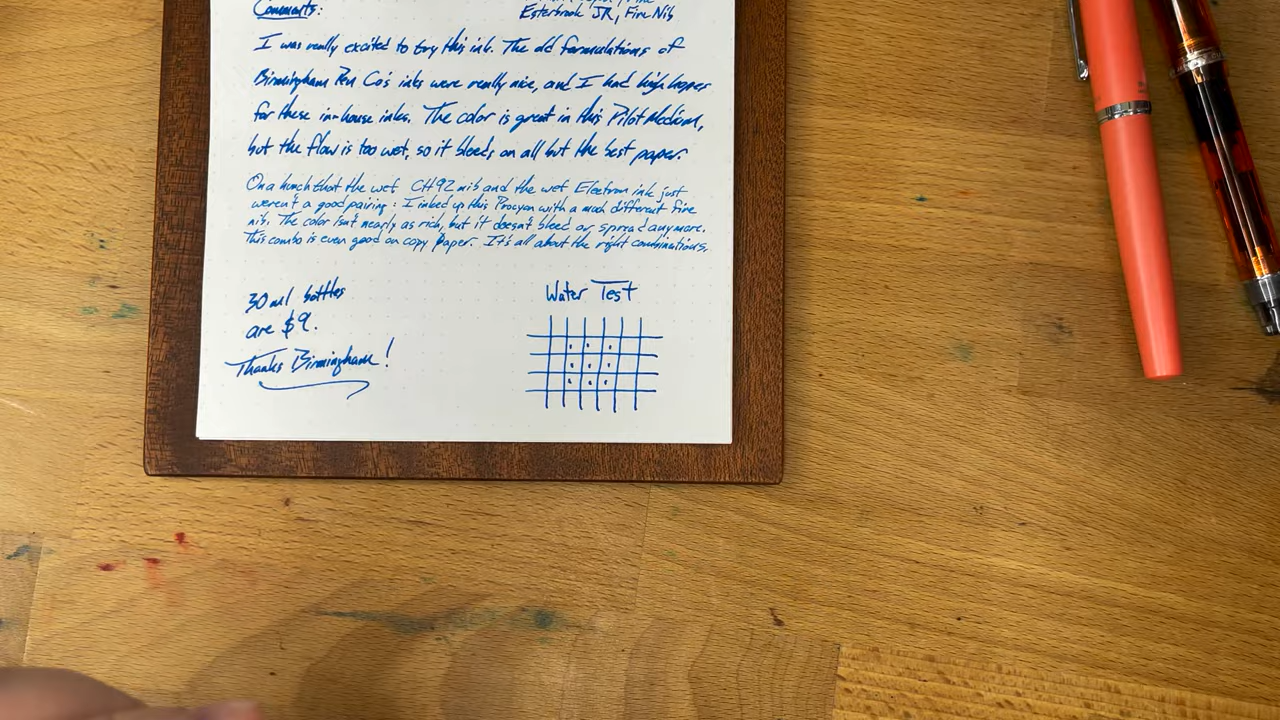 Comments:
Esterbrook JR, Fine Nib
I was really excited to try this ink. The old formulations of
Birmingham Pen Co's inks were really nice, and I had high hopes
for these in-house inks. The color is great in this Pilot Medium,
but the flow is too wet, so it bleeds on all but the best paper.
On a hunch that the wet CH92 nib and the wet Electron ink just
weren't a good pairing: I inked up this Procyon with a much different fine
nib. The color isn't nearly as rich, but it doesn't bleed or spread anymore.
This combo is even good on copy paper. It's all about the right combinations.
30 ml bottles
are $9.
Thanks Birmingham!
Water Test